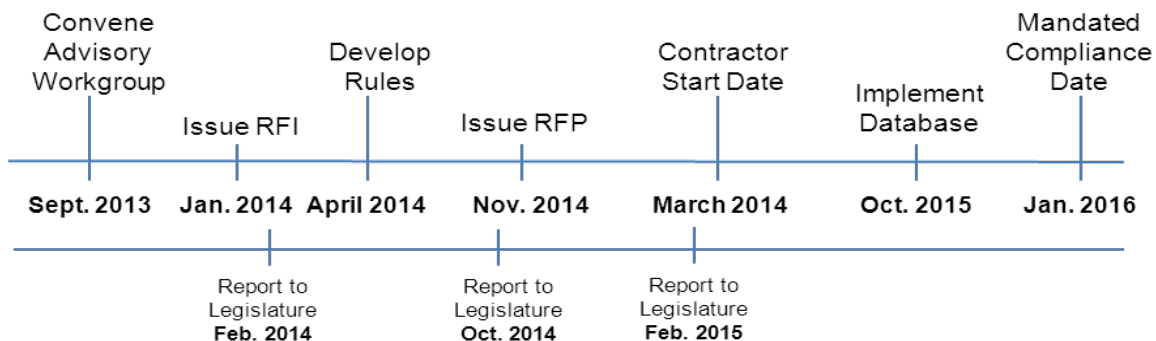 Convene
Advisory
Workgroup
Issue RFI
Develop
Rules
Issue RFP
Contractor
Start Date
Implement
Database
Mandated
Compliance
Date
Sept. 2013
Jan. 2014
April 2014
Nov. 2014
March 2014
Oct. 2015
Jan. 2016
Report to
Legislature
Feb. 2014
Report to
Legislature
Oct. 2014
Report to
Legislature
Feb. 2015